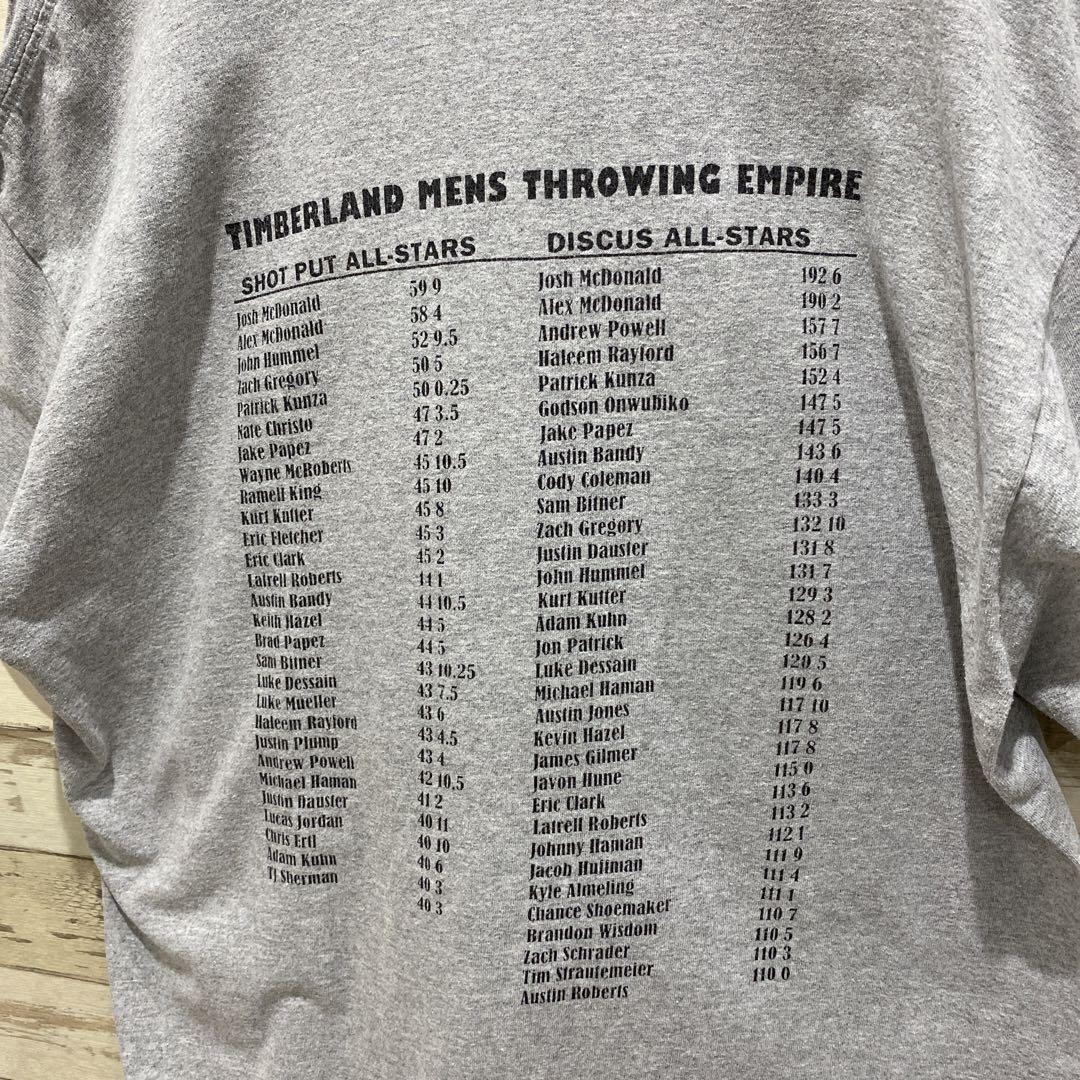 TIMBERLAND MENS THROWING EMPIRE
SHOT PUT ALL-STARS
Josh McDonald 59 9
Alex McDonald 58 4
John Hummel 52 9.5
Zach Gregory 50 5
Patrick Kunza 50 0.25
Nate Christo 47 3.5
Jake Papez 47 2
Wayne McRoberts 45 10.5
Ramell King 45 10
Kurt Kutter 45 8
Eric Fletcher 45 3
Eric Clark 45 2
Latrell Roberts 44 1
Austin Bandy 44 10.5
Keith Hazel 44 5
Brad Papez 44 5
Sam Bitner 43 10.25
Luke Dessain 43 7.5
Luke Mueller 43 6
Haleem Rayford 43 4.5
Justin Plump 43 4
Andrew Powell 42 10.5
Michael Haman 41 2
Justin Dauster 40 11
Lucas Jordan 40 10
Chris Ertl 40 6
Adam Kuhn 40 3
TJ Sherman 40 3
DISCUS ALL-STARS
Josh McDonald 192 6
Alex McDonald 190 2
Andrew Powell 157 7
Haleem Rayford 156 7
Patrick Kunza 152 4
Godson Onwubiko 147 5
Jake Papez 147 5
Austin Bandy 143 6
Cody Coleman 140 4
Sam Bitner 133 3
Zach Gregory 132 10
Justin Dauster 131 8
John Hummel 131 7
Kurt Kutter 129 3
Adam Kuhn 128 2
Jon Patrick 126 4
Luke Dessain 120 5
Michael Haman 119 6
Austin Jones 117 10
Kevin Hazel 117 8
James Gilmer 117 8
Javon Hune 115 0
Eric Clark 113 6
Latrell Roberts 113 2
Johnny Haman 112 1
Jacob Huffman 111 9
Kyle Almeling 111 4
Chance Shoemaker 111 1
Brandon Wisdom 110 7
Zach Schrader 110 5
Tim Strautemeier 110 3
Austin Roberts 110 0